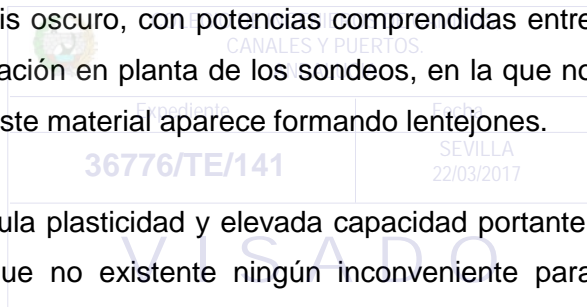 is oscuro, con potencias comprendidas entre
CANALES Y PUERTOS.
ación en planta de los sondeos, en la que no
Expediente Fecha
ste material aparece formando lentejones.
36776/TE/141 SEVILLA
22/03/2017
ula plasticidad y elevada capacidad portante
VISADO
ue no existente ningún inconveniente para